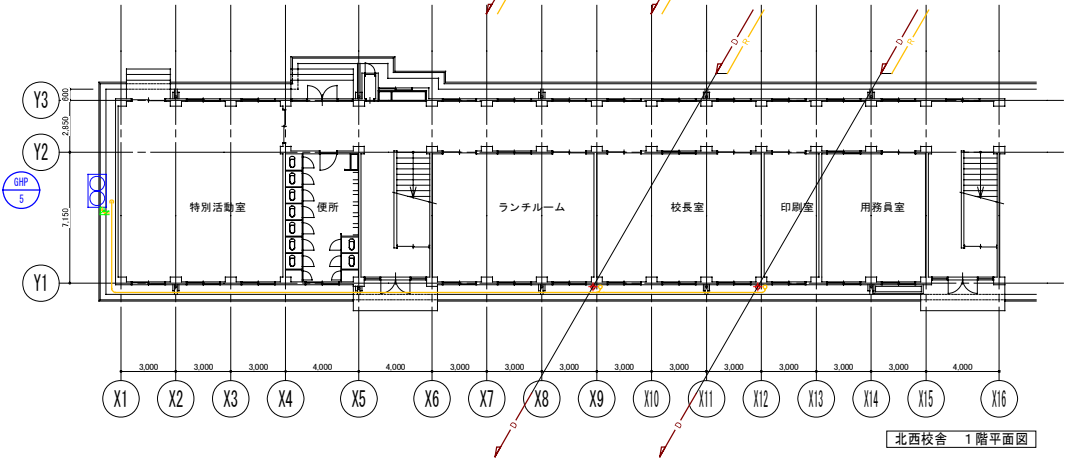 D
R
D
R
Y3
600
2,850
Y2
GHP
5
7,150
特別活動室
便所
ランチルーム
校長室
印刷室
用務員室
Y1
3,000 3,000 3,000 4,000 4,000 3,000 3,000 3,000 3,000 3,000 3,000 3,000 3,000 3,000 4,000
X1 X2 X3 X4 X5 X6 X7 X8 X9 X10 X11 X12 X13 X14 X15 X16
D
D
北西校舎 1階平面図